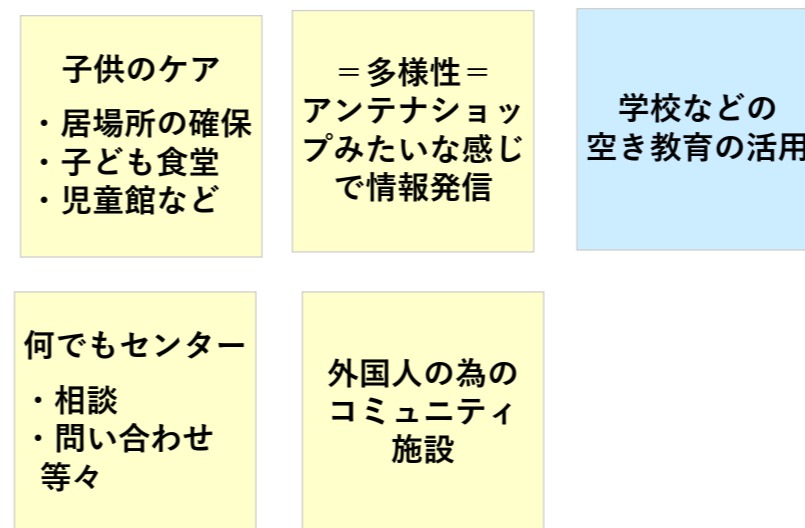 子供のケア
・居場所の確保
・子ども食堂
・児童館など
＝多様性＝
アンテナショッ
プみたいな感じ
で情報発信
学校などの
空き教育の活用
何でもセンター
・相談
・問い合わせ
等々
外国人の為の
コミュニティ
施設